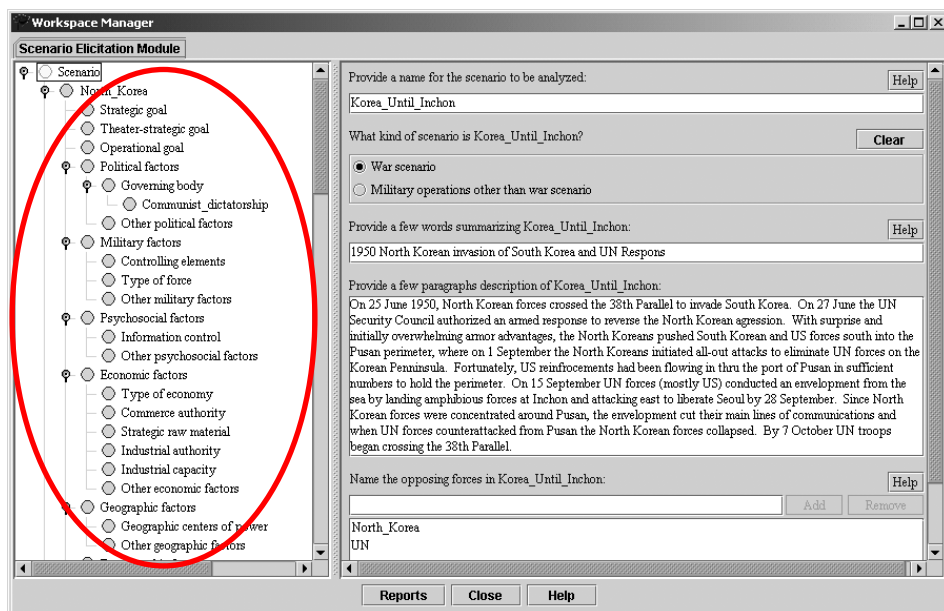 Workspace Manager
Scenario Elicitation Module
Scenario
North_Korea
Strategic goal
Theater-strategic goal
Operational goal
Political factors
Governing body
Communist_dictatorship
Other political factors
Military factors
Controlling elements
Type of force
Other military factors
Psychosocial factors
Information control
Other psychosocial factors
Economic factors
Type of economy
Commerce authority
Strategic raw material
Industrial authority
Industrial capacity
Other economic factors
Geographic factors
Geographic centers of power
Other geographic factors
Provide a name for the scenario to be analyzed:
Help
Korea_Until_Inchon
What kind of scenario is Korea_Until_Inchon?
Clear
War scenario
Military operations other than war scenario
Provide a few words summarizing Korea_Until_Inchon:
Help
1950 North Korean invasion of South Korea and UN Respons
Provide a few paragraphs description of Korea_Until_Inchon:
On 25 June 1950, North Korean forces crossed the 38th Parallel to invade South Korea. On 27 June the UN
Security Council authorized an armed response to reverse the North Korean agression. With surprise and
initially overwhelming armor advantages, the North Koreans pushed South Korean and US forces south into the
Pusan perimeter, where on 1 September the North Koreans initiated all-out attacks to eliminate UN forces on the
Korean Penninsula. Fortunately, US reinfrocements had been flowing in thru the port of Pusan in sufficient
numbers to hold the perimeter. On 15 September UN forces (mostly US) conducted an envelopment from the
sea by landing amphibious forces at Inchon and attacking east to liberate Seoul by 28 September. Since North
Korean forces were concentrated around Pusan, the envelopment cut their main lines of communications and
when UN forces counterattacked from Pusan the North Korean forces collapsed. By 7 October UN troops
began crossing the 38th Parallel.
Name the opposing forces in Korea_Until_Inchon:
Help
Add
Remove
North_Korea
UN
Reports
Close
Help